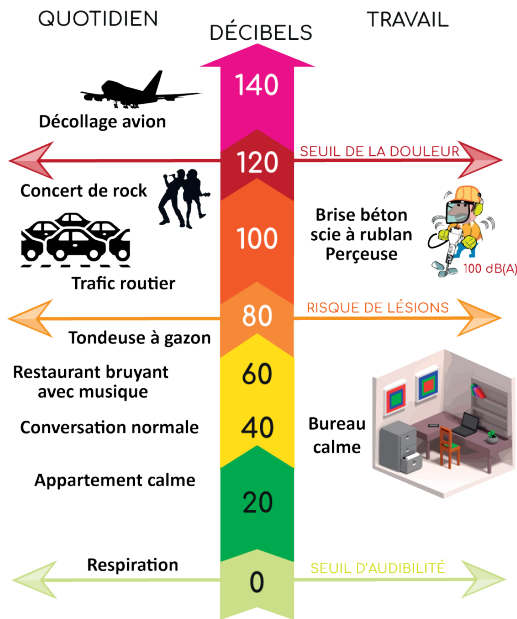 QUOTIDIEN
DÉCIBELS
TRAVAIL
140
Décollage avion
120
SEUIL DE LA DOULEUR
Concert de rock
100
Brise béton
scie à rublan
Perçeuse
100 dB(A)
Trafic routier
80
RISQUE DE LÉSIONS
Tondeuse à gazon
Restaurant bruyant
avec musique
60
Conversation normale
40
Bureau
calme
Appartement calme
20
Respiration
0
SEUIL D'AUDIBILITÉ